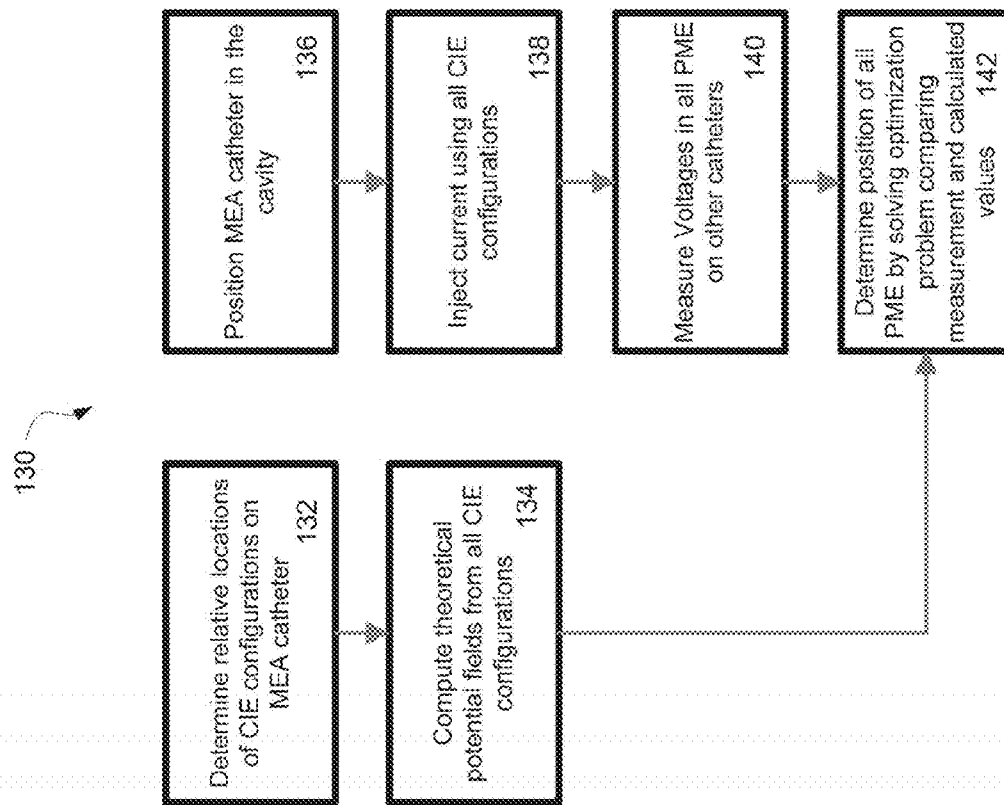 130
Determine relative locations
of CIE configurations on
MEA catheter
132
Compute theoretical
potential fields from all CIE
configurations
134
Position MEA catheter in the
cavity
136
Inject current using all CIE
configurations
138
Measure Voltages in all PME
on other catheters
140
Determine position of all
PME by solving optimization
problem comparing
measurement and calculated
values 142